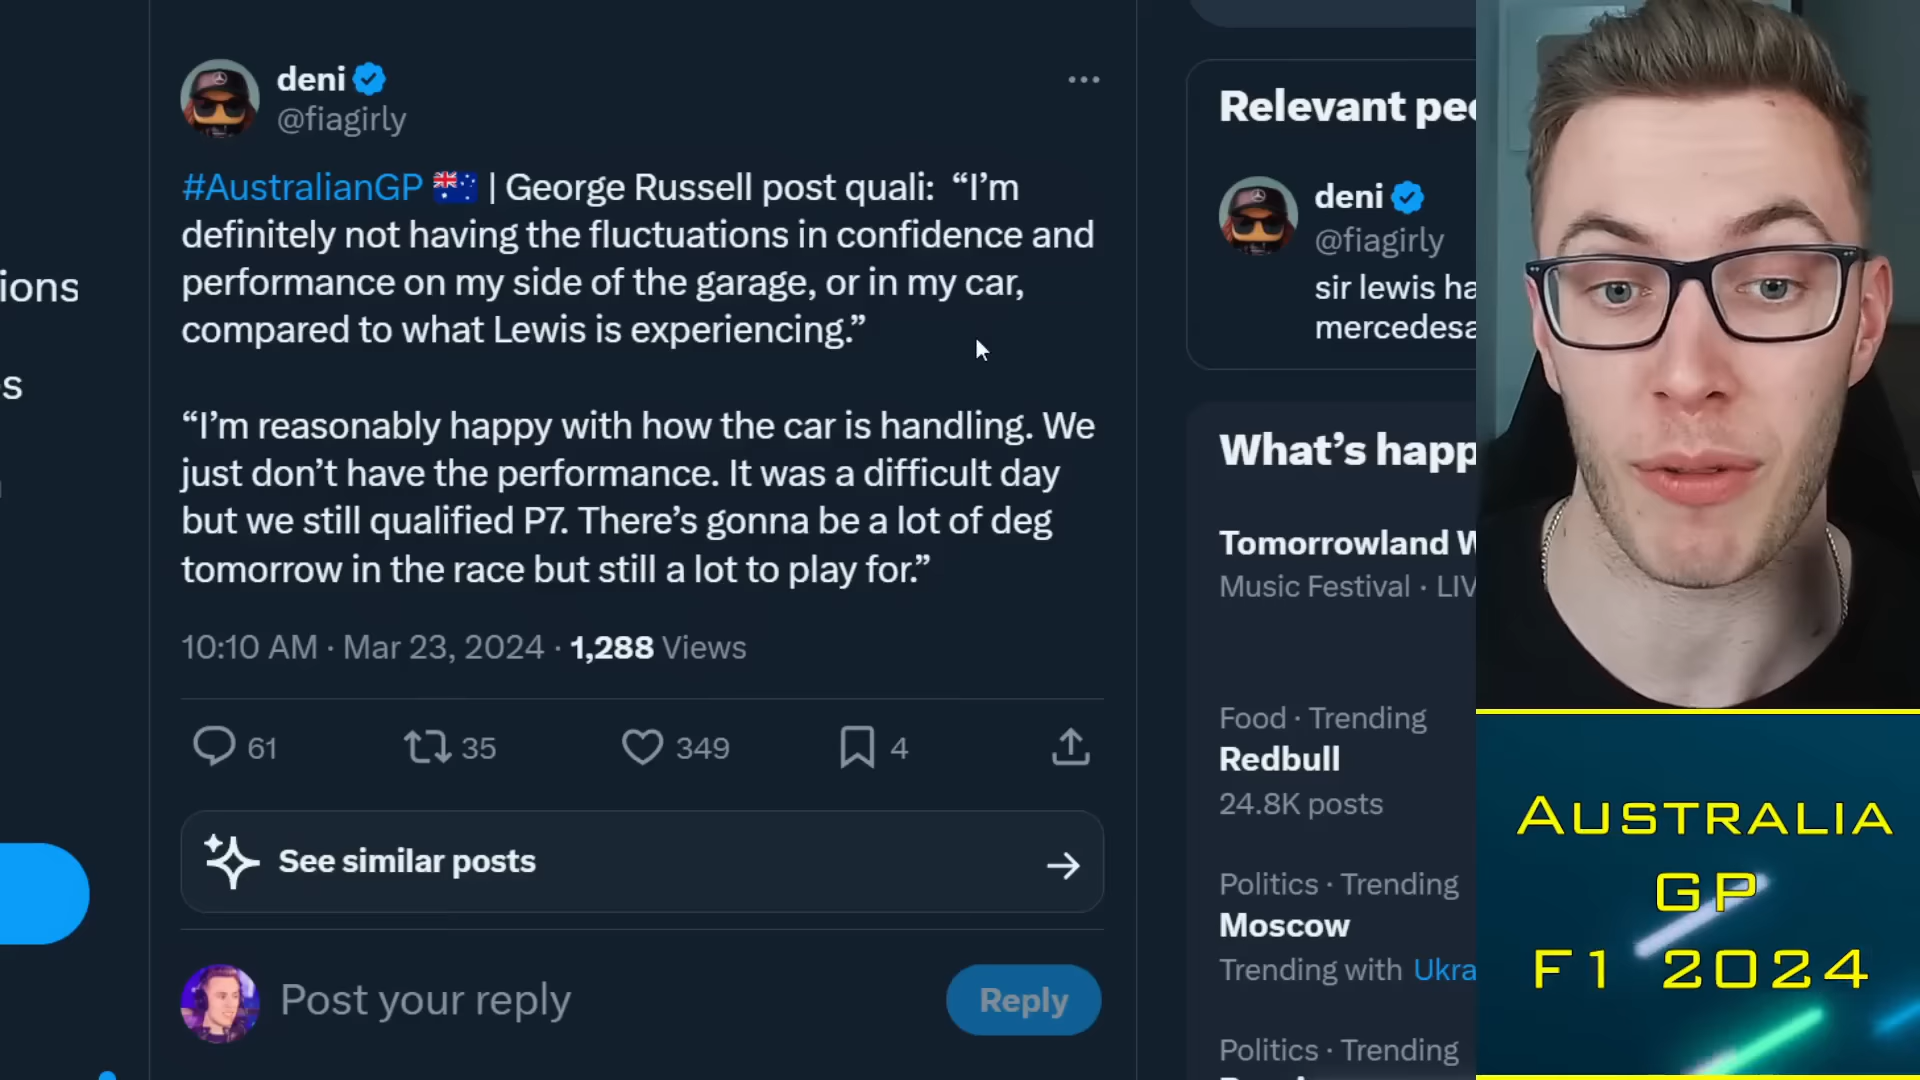 deni
@fiagirly
#AustralianGP 🇦🇺 | George Russell post quali: “I’m
definitely not having the fluctuations in confidence and
performance on my side of the garage, or in my car,
compared to what Lewis is experiencing.”
“I’m reasonably happy with how the car is handling. We
just don’t have the performance. It was a difficult day
but we still qualified P7. There’s gonna be a lot of deg
tomorrow in the race but still a lot to play for.”
10:10 AM · Mar 23, 2024 · 1,288 Views
61 35 349 4
See similar posts
Post your reply
Reply
ions
s
Relevant pe
deni
@fiagirly
sir lewis ha
mercedesa
What’s happ
Tomorrowland W
Music Festival · LIV
Food · Trending
Redbull
24.8K posts
Politics · Trending
Moscow
Trending with Ukra
Politics · Trending
AUSTRALIA
GP
F1 2024